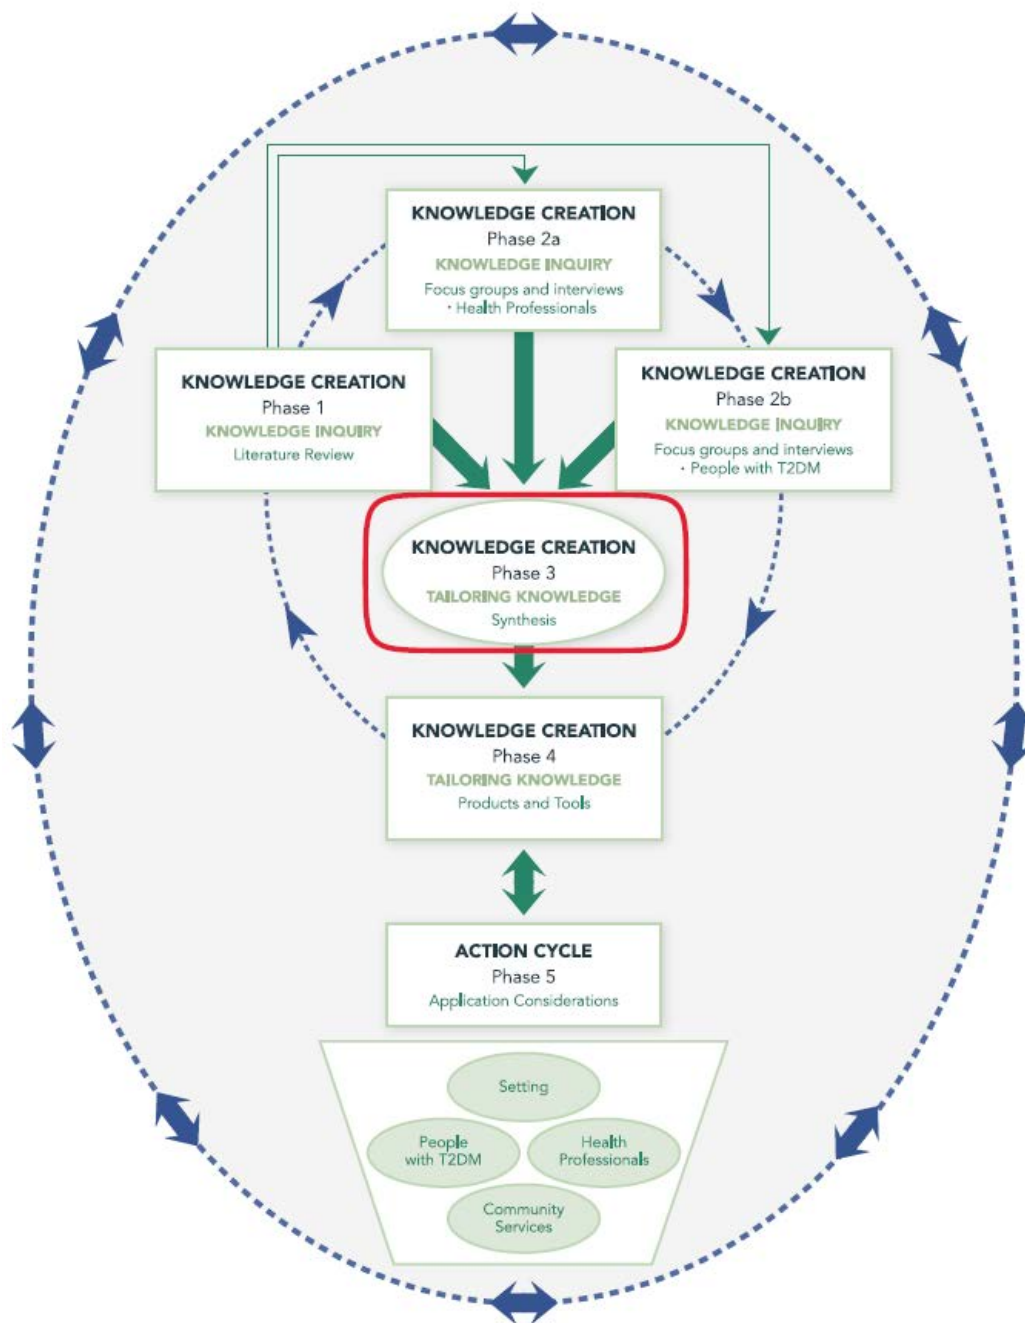 KNOWLEDGE CREATION
Phase 2a
KNOWLEDGE INQUIRY
Focus groups and interviews
· Health Professionals
KNOWLEDGE CREATION
Phase 1
KNOWLEDGE INQUIRY
Literature Review
KNOWLEDGE CREATION
Phase 2b
KNOWLEDGE INQUIRY
Focus groups and interviews
· People with T2DM
KNOWLEDGE CREATION
Phase 3
TAILORING KNOWLEDGE
Synthesis
KNOWLEDGE CREATION
Phase 4
TAILORING KNOWLEDGE
Products and Tools
ACTION CYCLE
Phase 5
Application Considerations
Setting
People
with T2DM
Health
Professionals
Community
Services